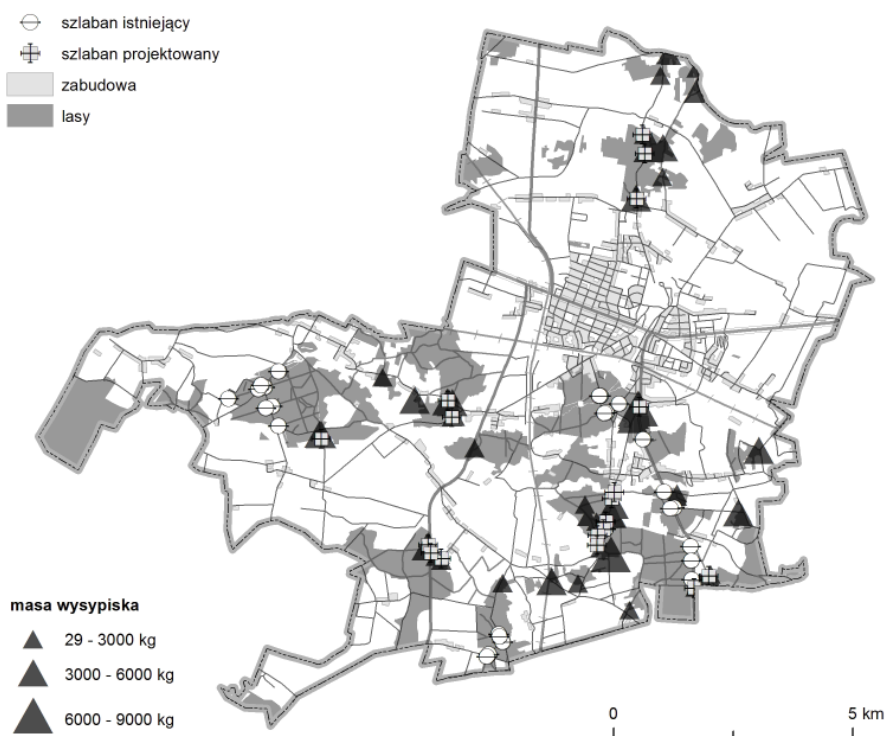 szlaban istniejący
szlaban projektowany
zabudowa
lasy
masa wysypiska
29 - 3000 kg
3000 - 6000 kg
6000 - 9000 kg
0 5 km